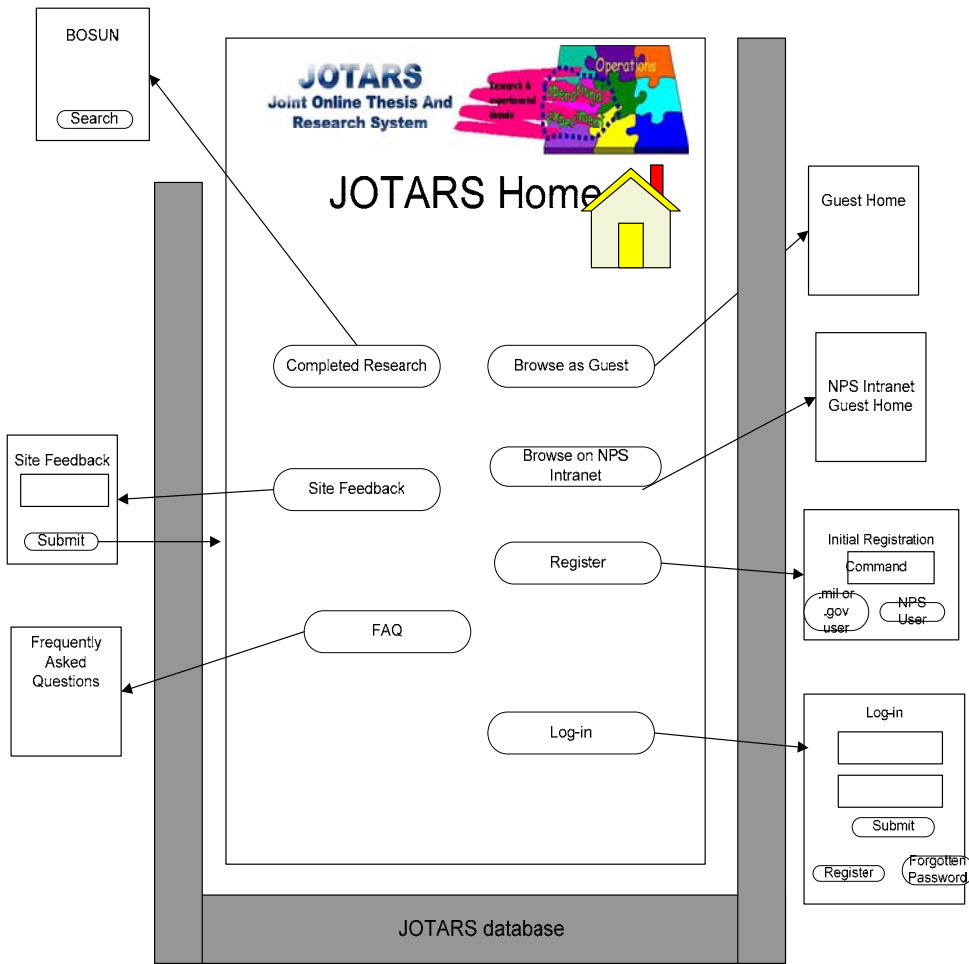 BOSUN
Search
JOTARS
Joint Online Thesis And
Research System
Research &
experimental
domain
Operations
JOTARS Home
Guest Home
Completed Research
Browse as Guest
NPS Intranet
Guest Home
Browse on NPS
Intranet
Site Feedback
Submit
Site Feedback
Register
Initial Registration
Command
.mil or
.gov
user
NPS
User
FAQ
Frequently
Asked
Questions
Log-in
Log-in
Submit
Register
Forgotten
Password
JOTARS database